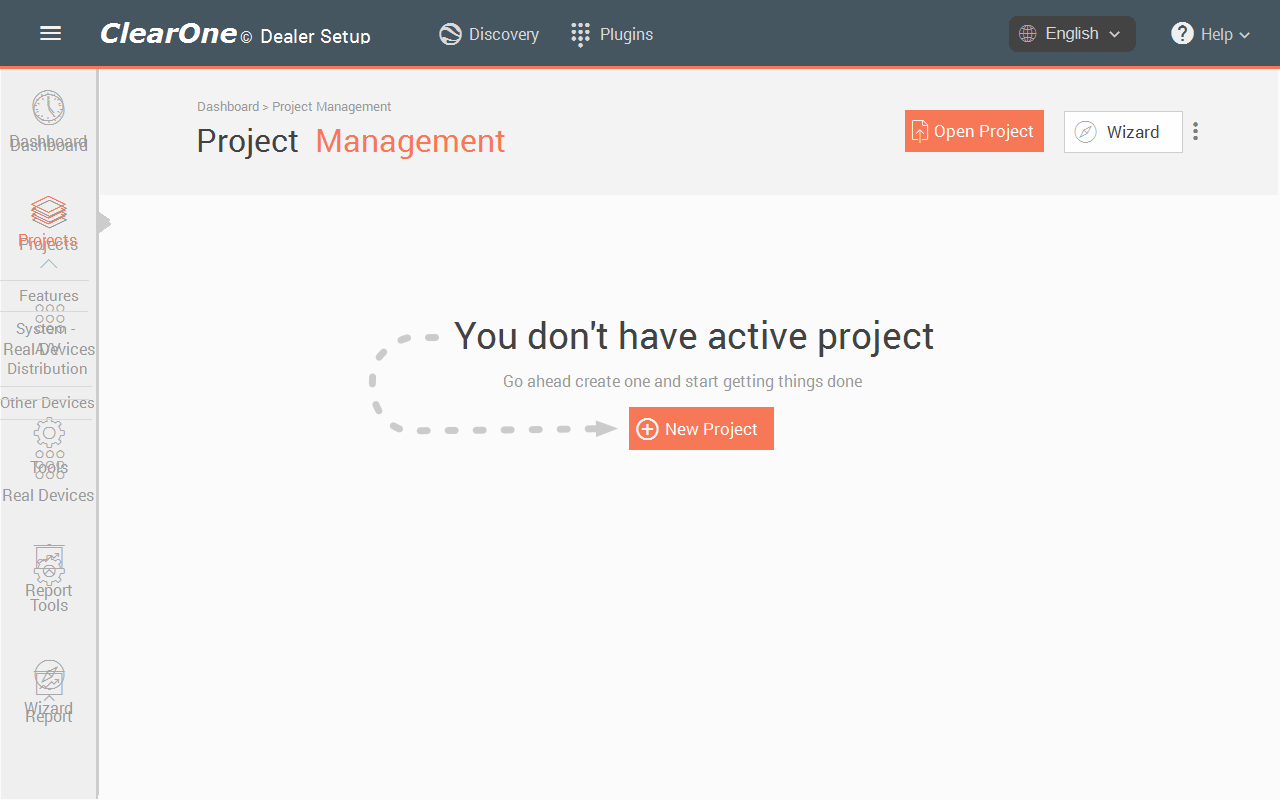 ClearOne© Dealer Setup
Discovery
Plugins
English
Help
Dashboard
Dashboard
Projects
Projects
Features
System -
Real Devices
A/V
Distribution
Other Devices
Tools
Real Devices
Report
Tools
Wizard
Report
Dashboard > Project Management
Project Management
Open Project
Wizard
You don't have active project
Go ahead create one and start getting things done
New Project